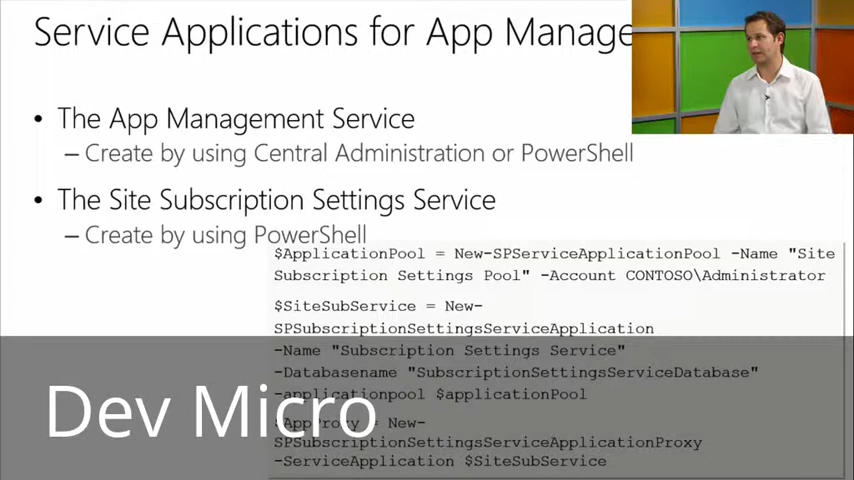 Service Applications for App Manage
• The App Management Service
– Create by using Central Administration or PowerShell
• The Site Subscription Settings Service
– Create by using PowerShell
$ApplicationPool = New-SPServiceApplicationPool -Name "Site
Subscription Settings Pool" -Account CONTOSO\Administrator
$SiteSubService = New-
SPSubscriptionSettingsServiceApplication
-Name "Subscription Settings Service"
-Databasename "SubscriptionSettingsServiceDatabase"
-applicationpool $applicationPool
$AppProxy = New-
SPSubscriptionSettingsServiceApplicationProxy
-ServiceApplication $SiteSubService
Dev Micro